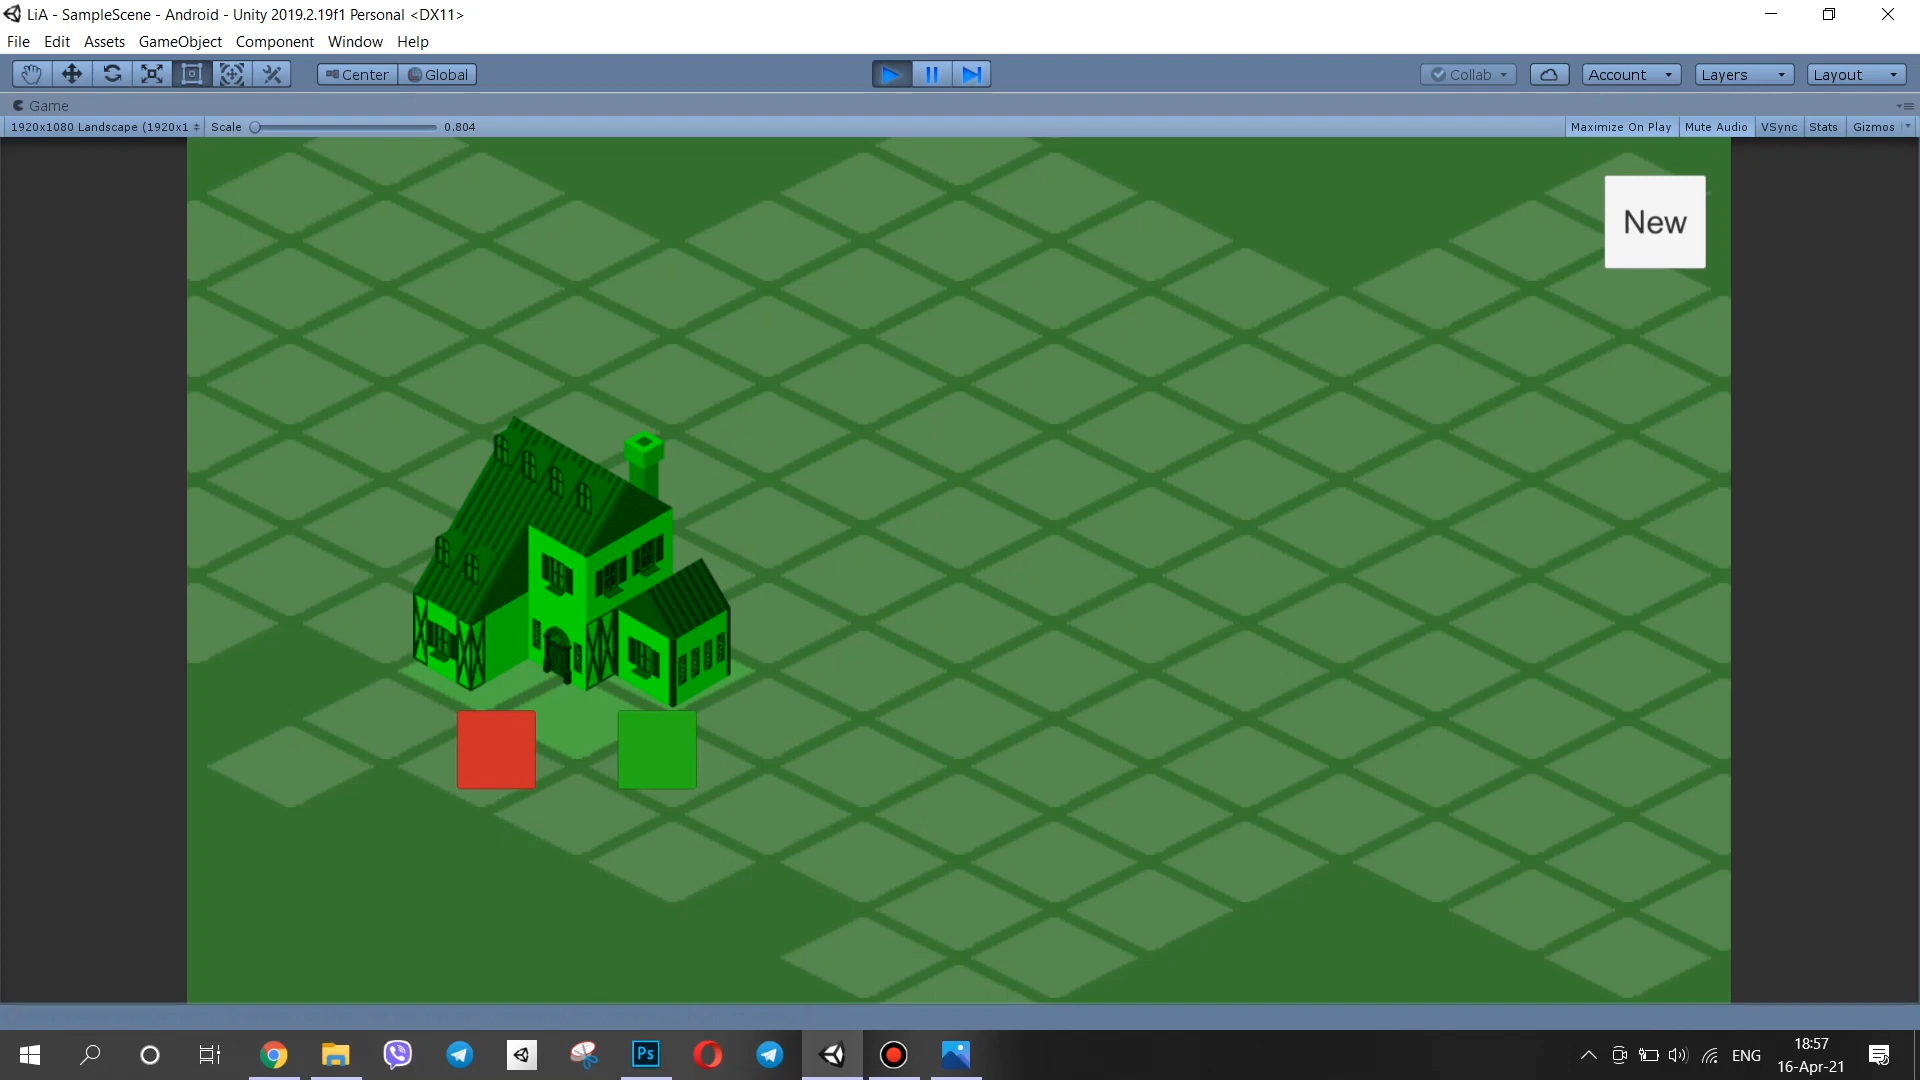 LiA - SampleScene - Android - Unity 2019.2.19f1 Personal <DX11>
File Edit Assets GameObject Component Window Help
Center Global Collab Account Layers Layout
Game
1920x1080 Landscape (1920x1 Scale 0.804 Maximize On Play Mute Audio VSync Stats Gizmos
New
Ps
ENG
18:57
16-Apr-21